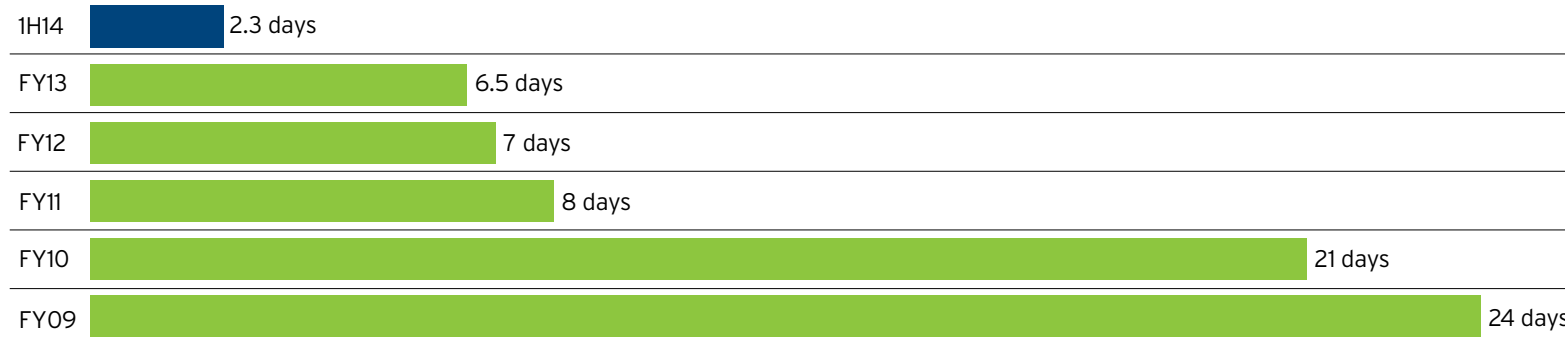 1H14 2.3 days
FY13 6.5 days
FY12 7 days
FY11 8 days
FY10 21 days
FY09 24 days